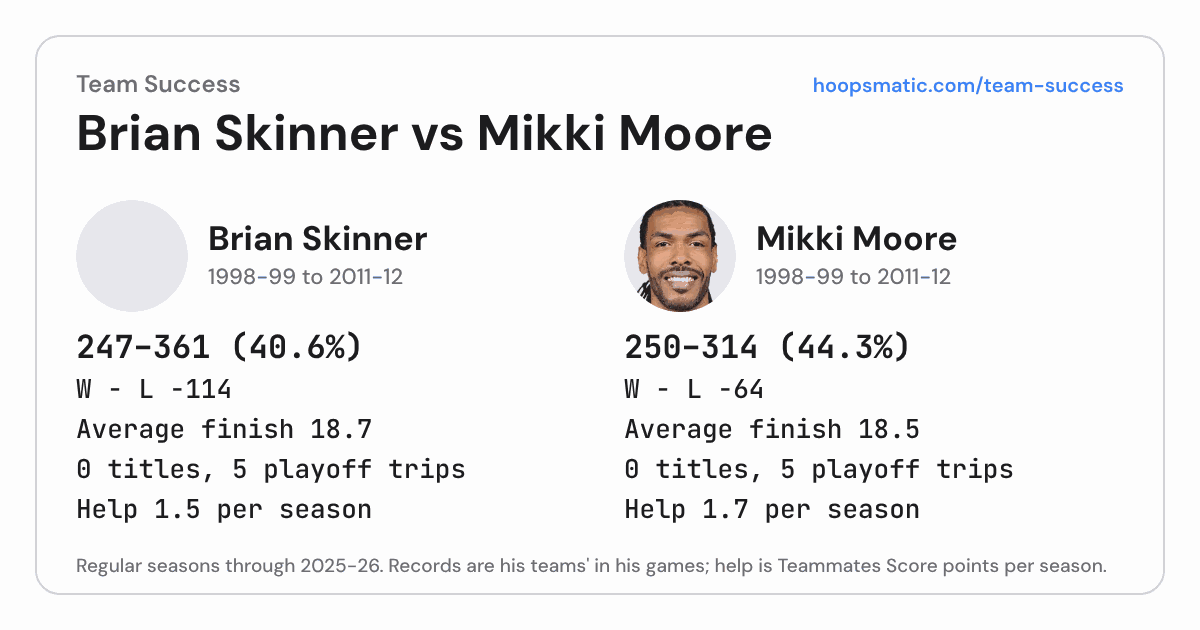 Team Success
hoopsmatic.com/team-success
Brian Skinner vs Mikki Moore
Brian Skinner
1998-99 to 2011-12
247-361 (40.6%)
W - L -114
Average finish 18.7
0 titles, 5 playoff trips
Help 1.5 per season
Mikki Moore
1998-99 to 2011-12
250-314 (44.3%)
W - L -64
Average finish 18.5
0 titles, 5 playoff trips
Help 1.7 per season
Regular seasons through 2025-26. Records are his teams' in his games; help is Teammates Score points per season.